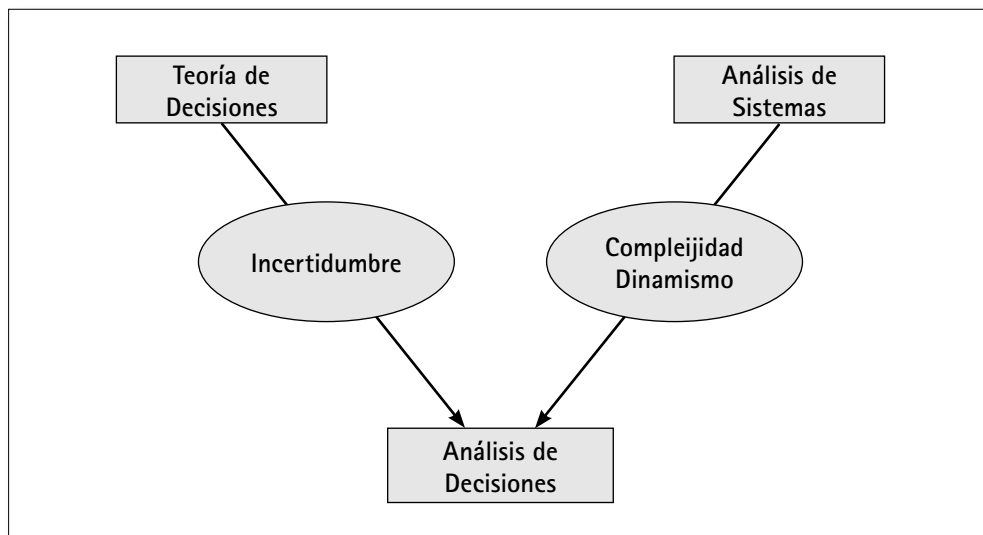 Teoría de
Decisiones
Análisis de
Sistemas
Incertidumbre
Compleijidad
Dinamismo
Análisis de
Decisiones